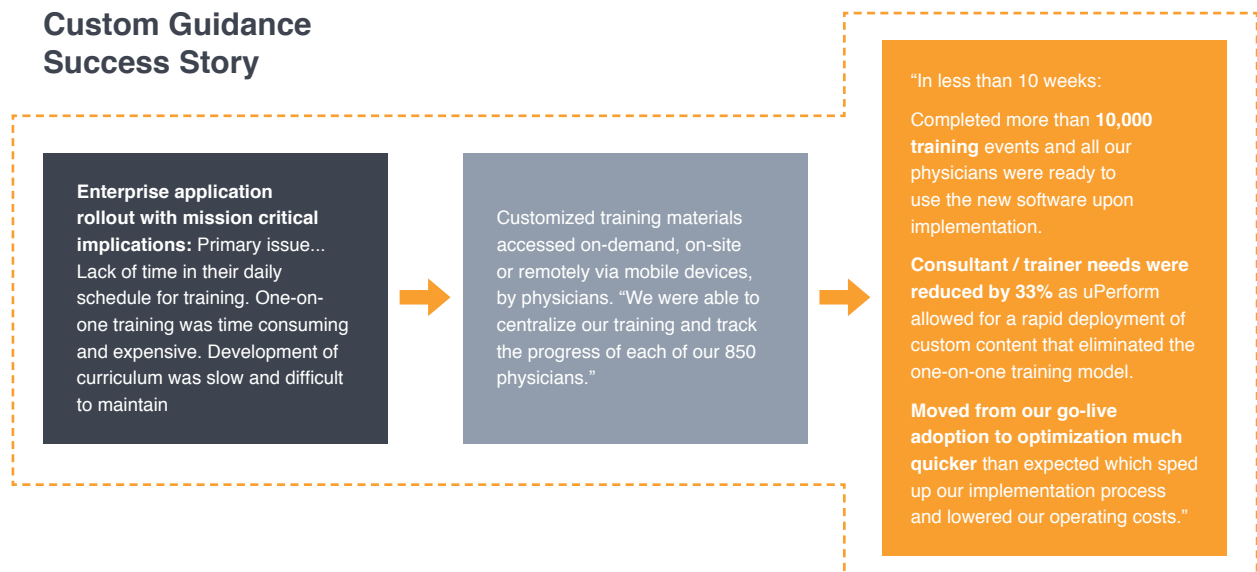 Custom Guidance
Success Story
Enterprise application
rollout with mission critical
implications: Primary issue...
Lack of time in their daily
schedule for training. One-on-
one training was time consuming
and expensive. Development of
curriculum was slow and difficult
to maintain
Customized training materials
accessed on-demand, on-site
or remotely via mobile devices,
by physicians. “We were able to
centralize our training and track
the progress of each of our 850
physicians.”
“In less than 10 weeks:
Completed more than 10,000
training events and all our
physicians were ready to
use the new software upon
implementation.
Consultant / trainer needs were
reduced by 33% as uPerform
allowed for a rapid deployment of
custom content that eliminated the
one-on-one training model.
Moved from our go-live
adoption to optimization much
quicker than expected which sped
up our implementation process
and lowered our operating costs.”